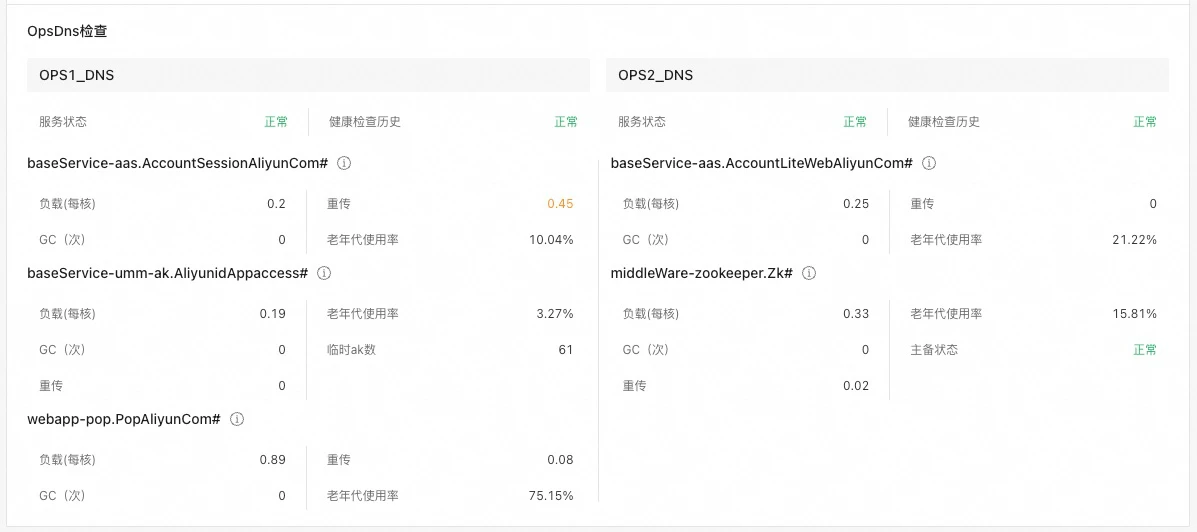 OpsDns检查
OPS1_DNS
OPS2_DNS
服务状态 正常 健康检查历史 正常
服务状态 正常 健康检查历史 正常
baseService-aas.AccountSessionAliyunCom#
负载(每核) 0.2 重传 0.45
GC（次） 0 老年代使用率 10.04%
baseService-aas.AccountLiteWebAliyunCom#
负载(每核) 0.25 重传 0
GC（次） 0 老年代使用率 21.22%
baseService-umm-ak.AliyunidAppaccess#
负载(每核) 0.19 老年代使用率 3.27%
GC（次） 0 临时ak数 61
重传 0
middleWare-zookeeper.Zk#
负载(每核) 0.33 老年代使用率 15.81%
GC（次） 0 主备状态 正常
重传 0.02
webapp-pop.PopAliyunCom#
负载(每核) 0.89 重传 0.08
GC（次） 0 老年代使用率 75.15%